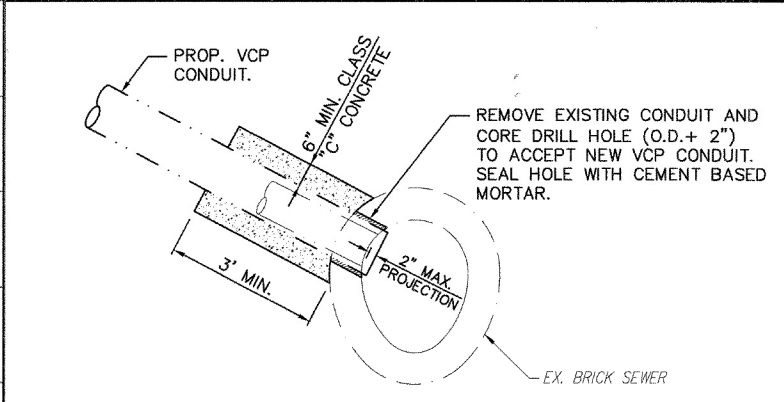 PROP. VCP
CONDUIT.
6" MIN. CLASS
"C" CONCRETE
REMOVE EXISTING CONDUIT AND
CORE DRILL HOLE (O.D.+ 2")
TO ACCEPT NEW VCP CONDUIT.
SEAL HOLE WITH CEMENT BASED
MORTAR.
3' MIN.
2" MAX.
PROJECTION
EX. BRICK SEWER